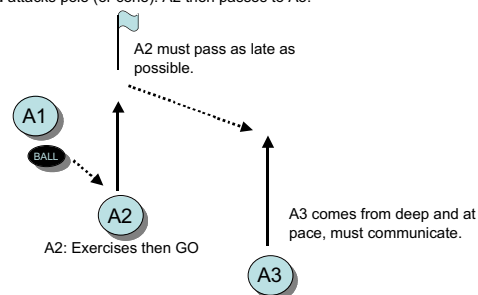 attacks pole (or cone). A2 then passes to A3.
A2 must pass as late as
possible.
A1
BALL
A2
A2: Exercises then GO
A3 comes from deep and at
pace, must communicate.
A3